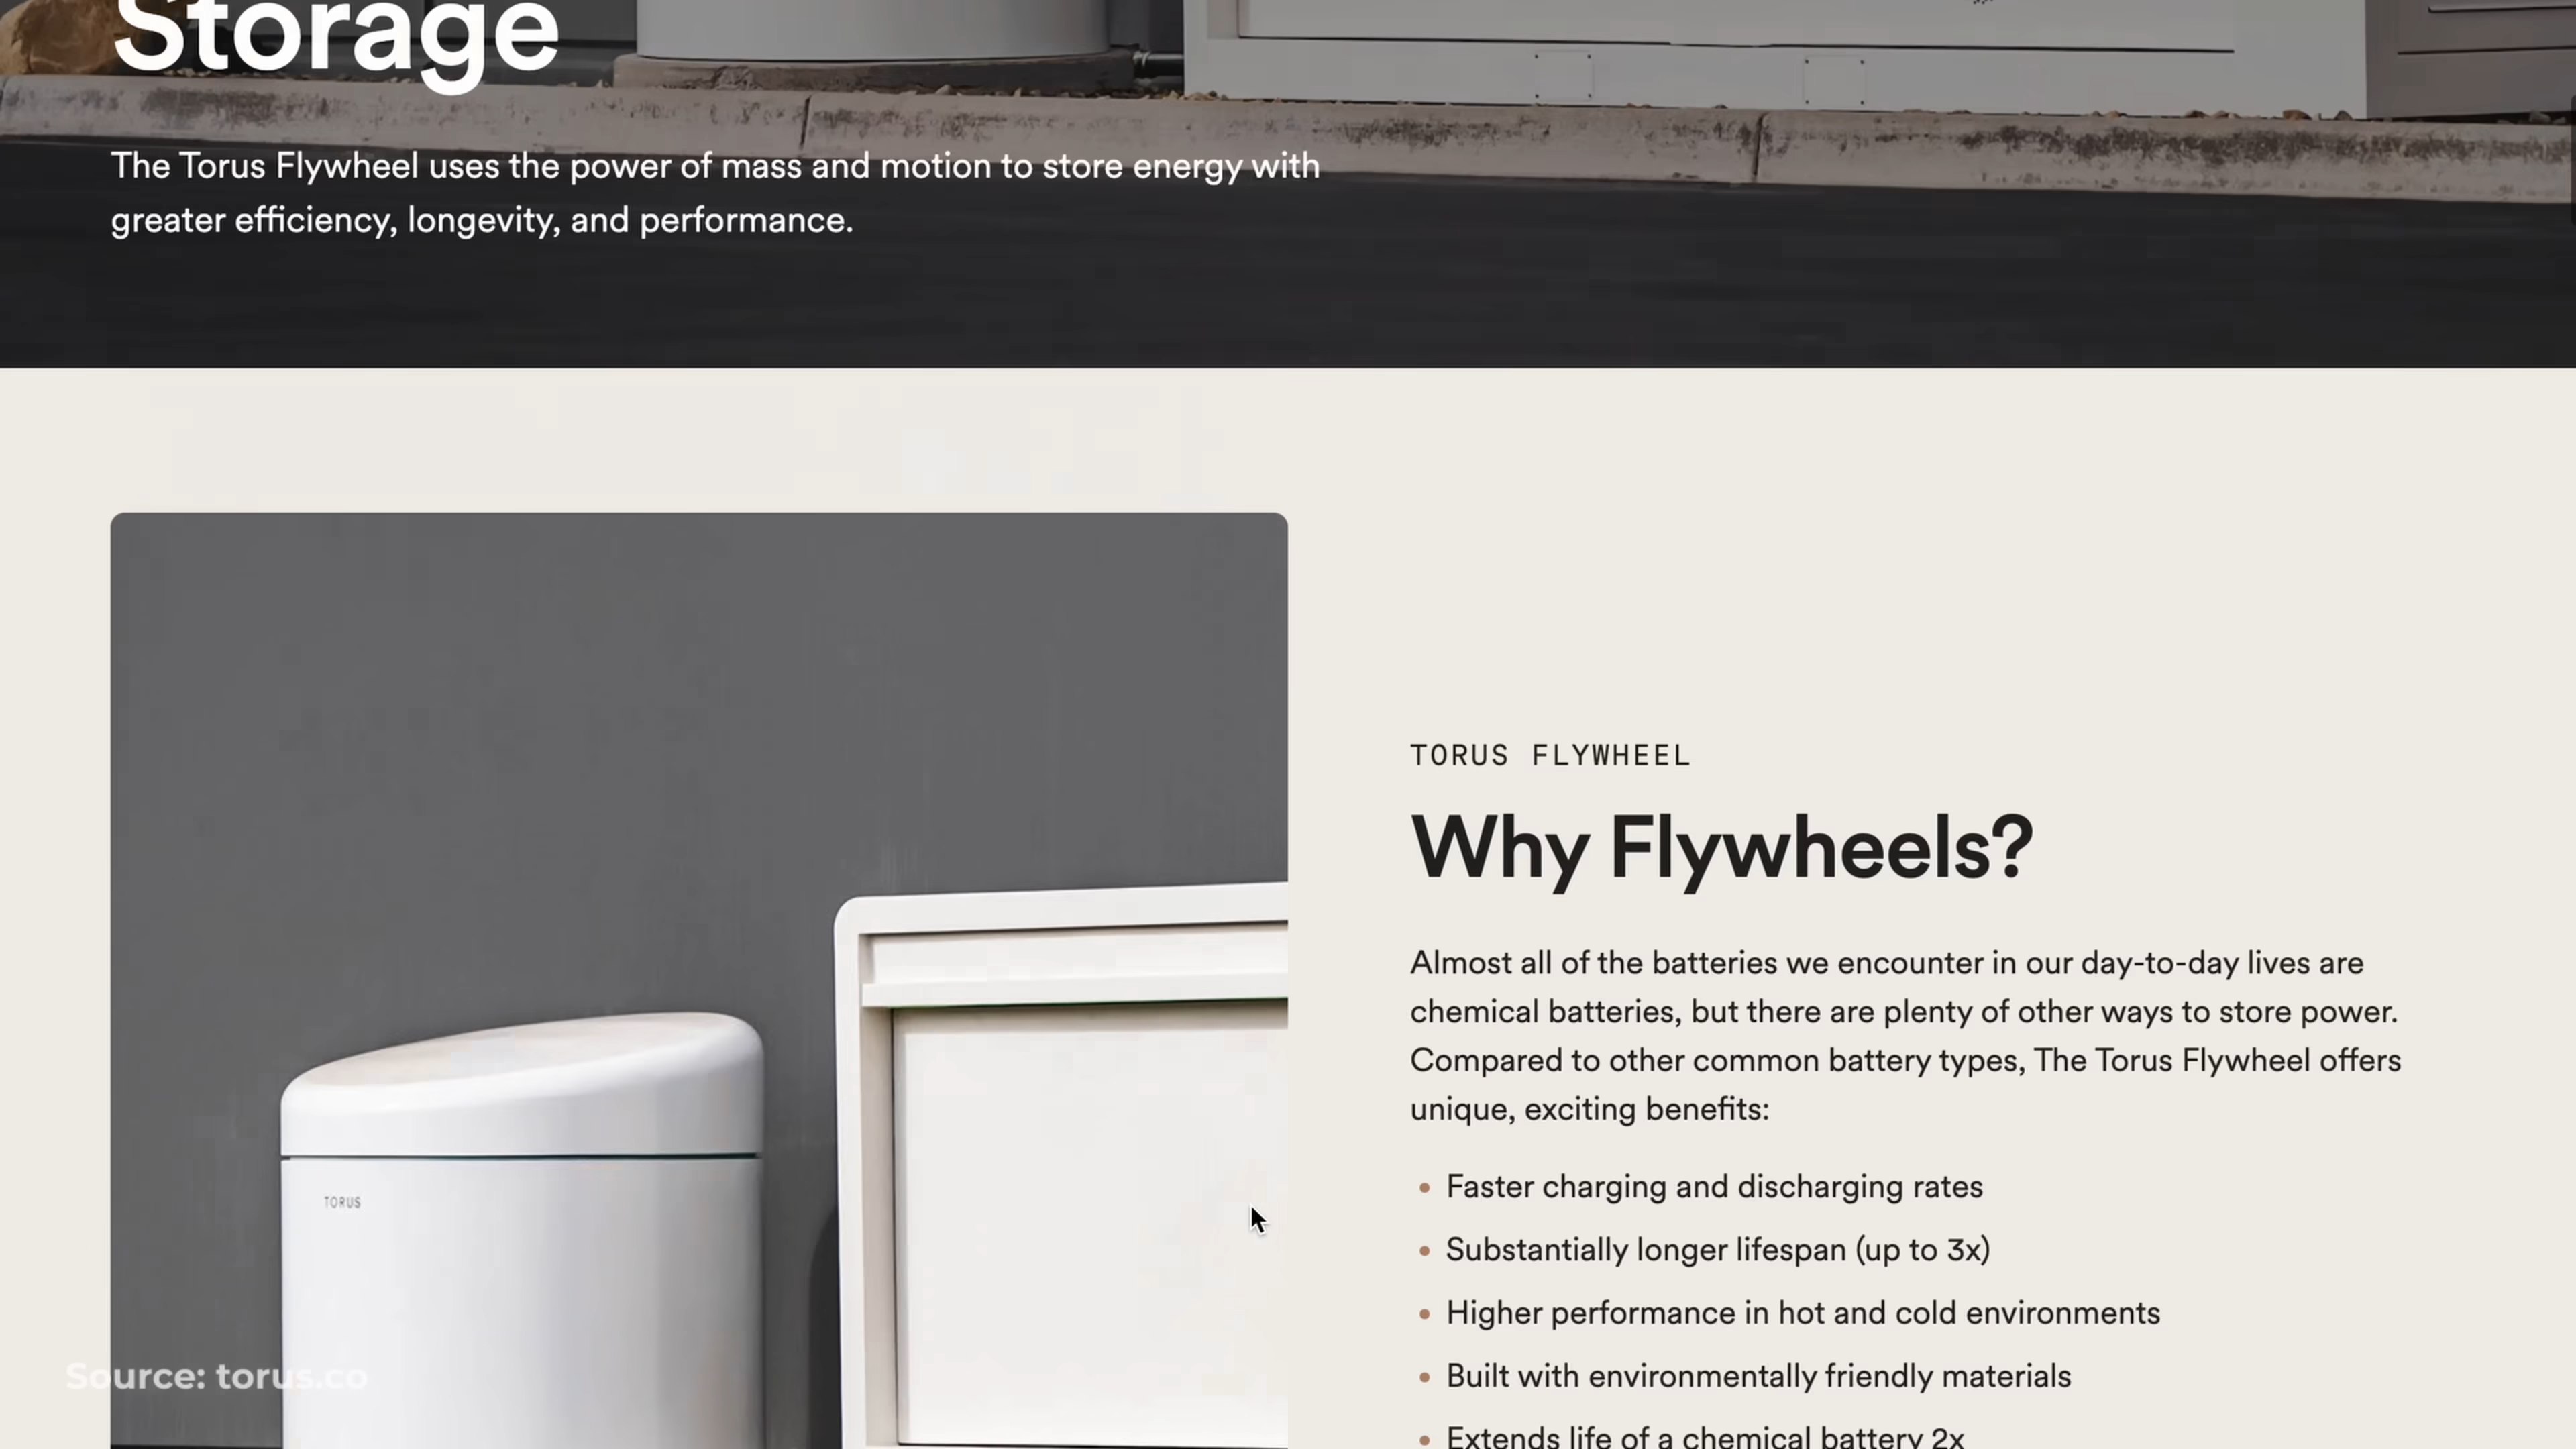 Storage
The Torus Flywheel uses the power of mass and motion to store energy with
greater efficiency, longevity, and performance.
TORUS FLYWHEEL
Why Flywheels?
Almost all of the batteries we encounter in our day-to-day lives are
chemical batteries, but there are plenty of other ways to store power.
Compared to other common battery types, The Torus Flywheel offers
unique, exciting benefits:
Faster charging and discharging rates
Substantially longer lifespan (up to 3x)
Higher performance in hot and cold environments
Built with environmentally friendly materials
Extends life of a chemical battery 2x
TORUS
Source: torus.co